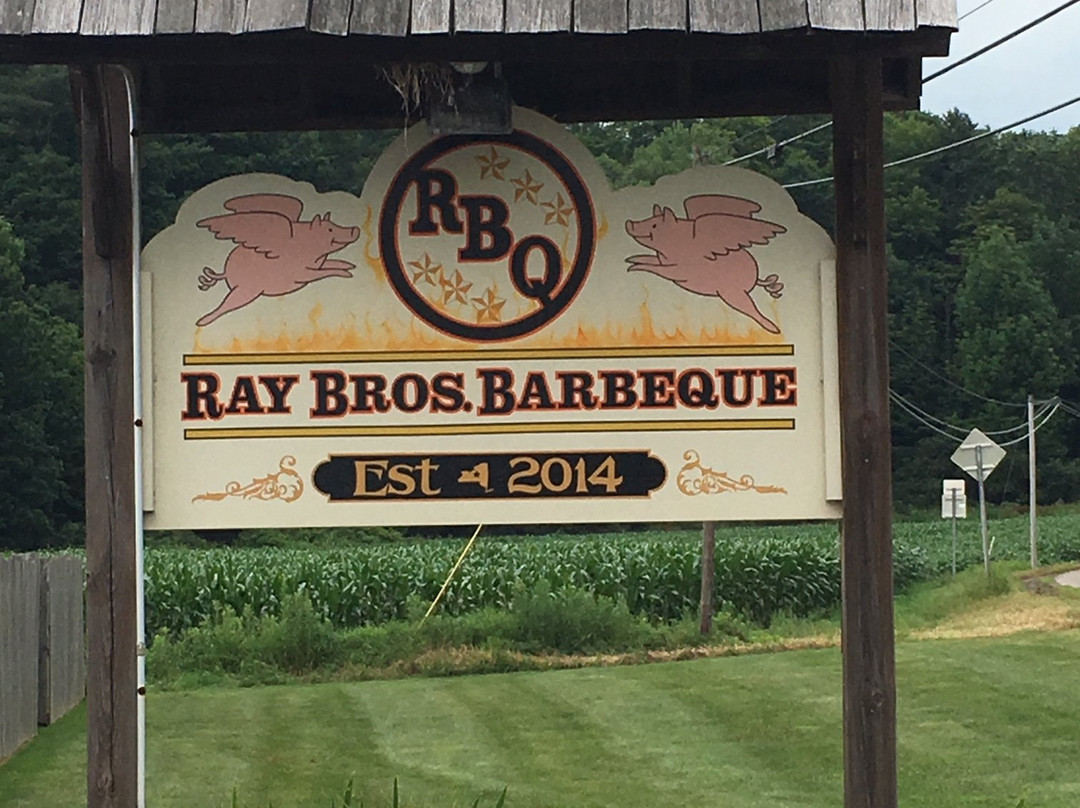 RBQ
RAY BROS. BARBEQUE
Est 2014